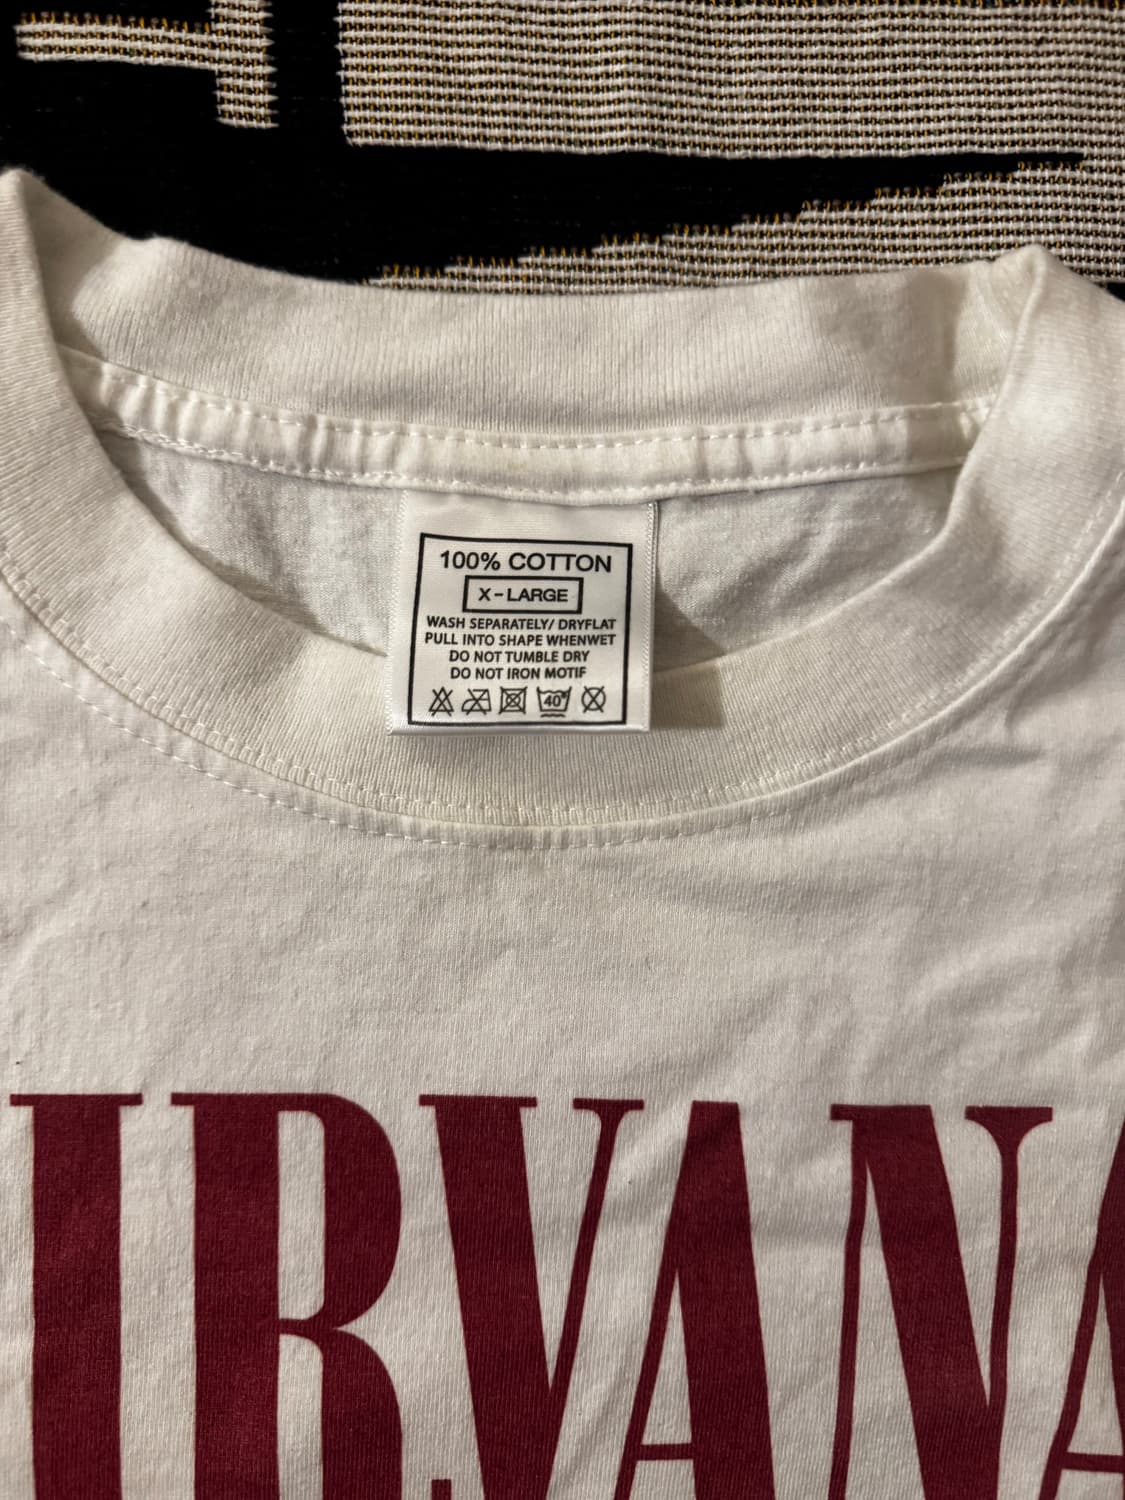 100% COTTON
X-LARGE
WASH SEPARATELY/ DRYFLAT
PULL INTO SHAPE WHENWET
DO NOT TUMBLE DRY
DO NOT IRON MOTIF
40°
NIRVANA